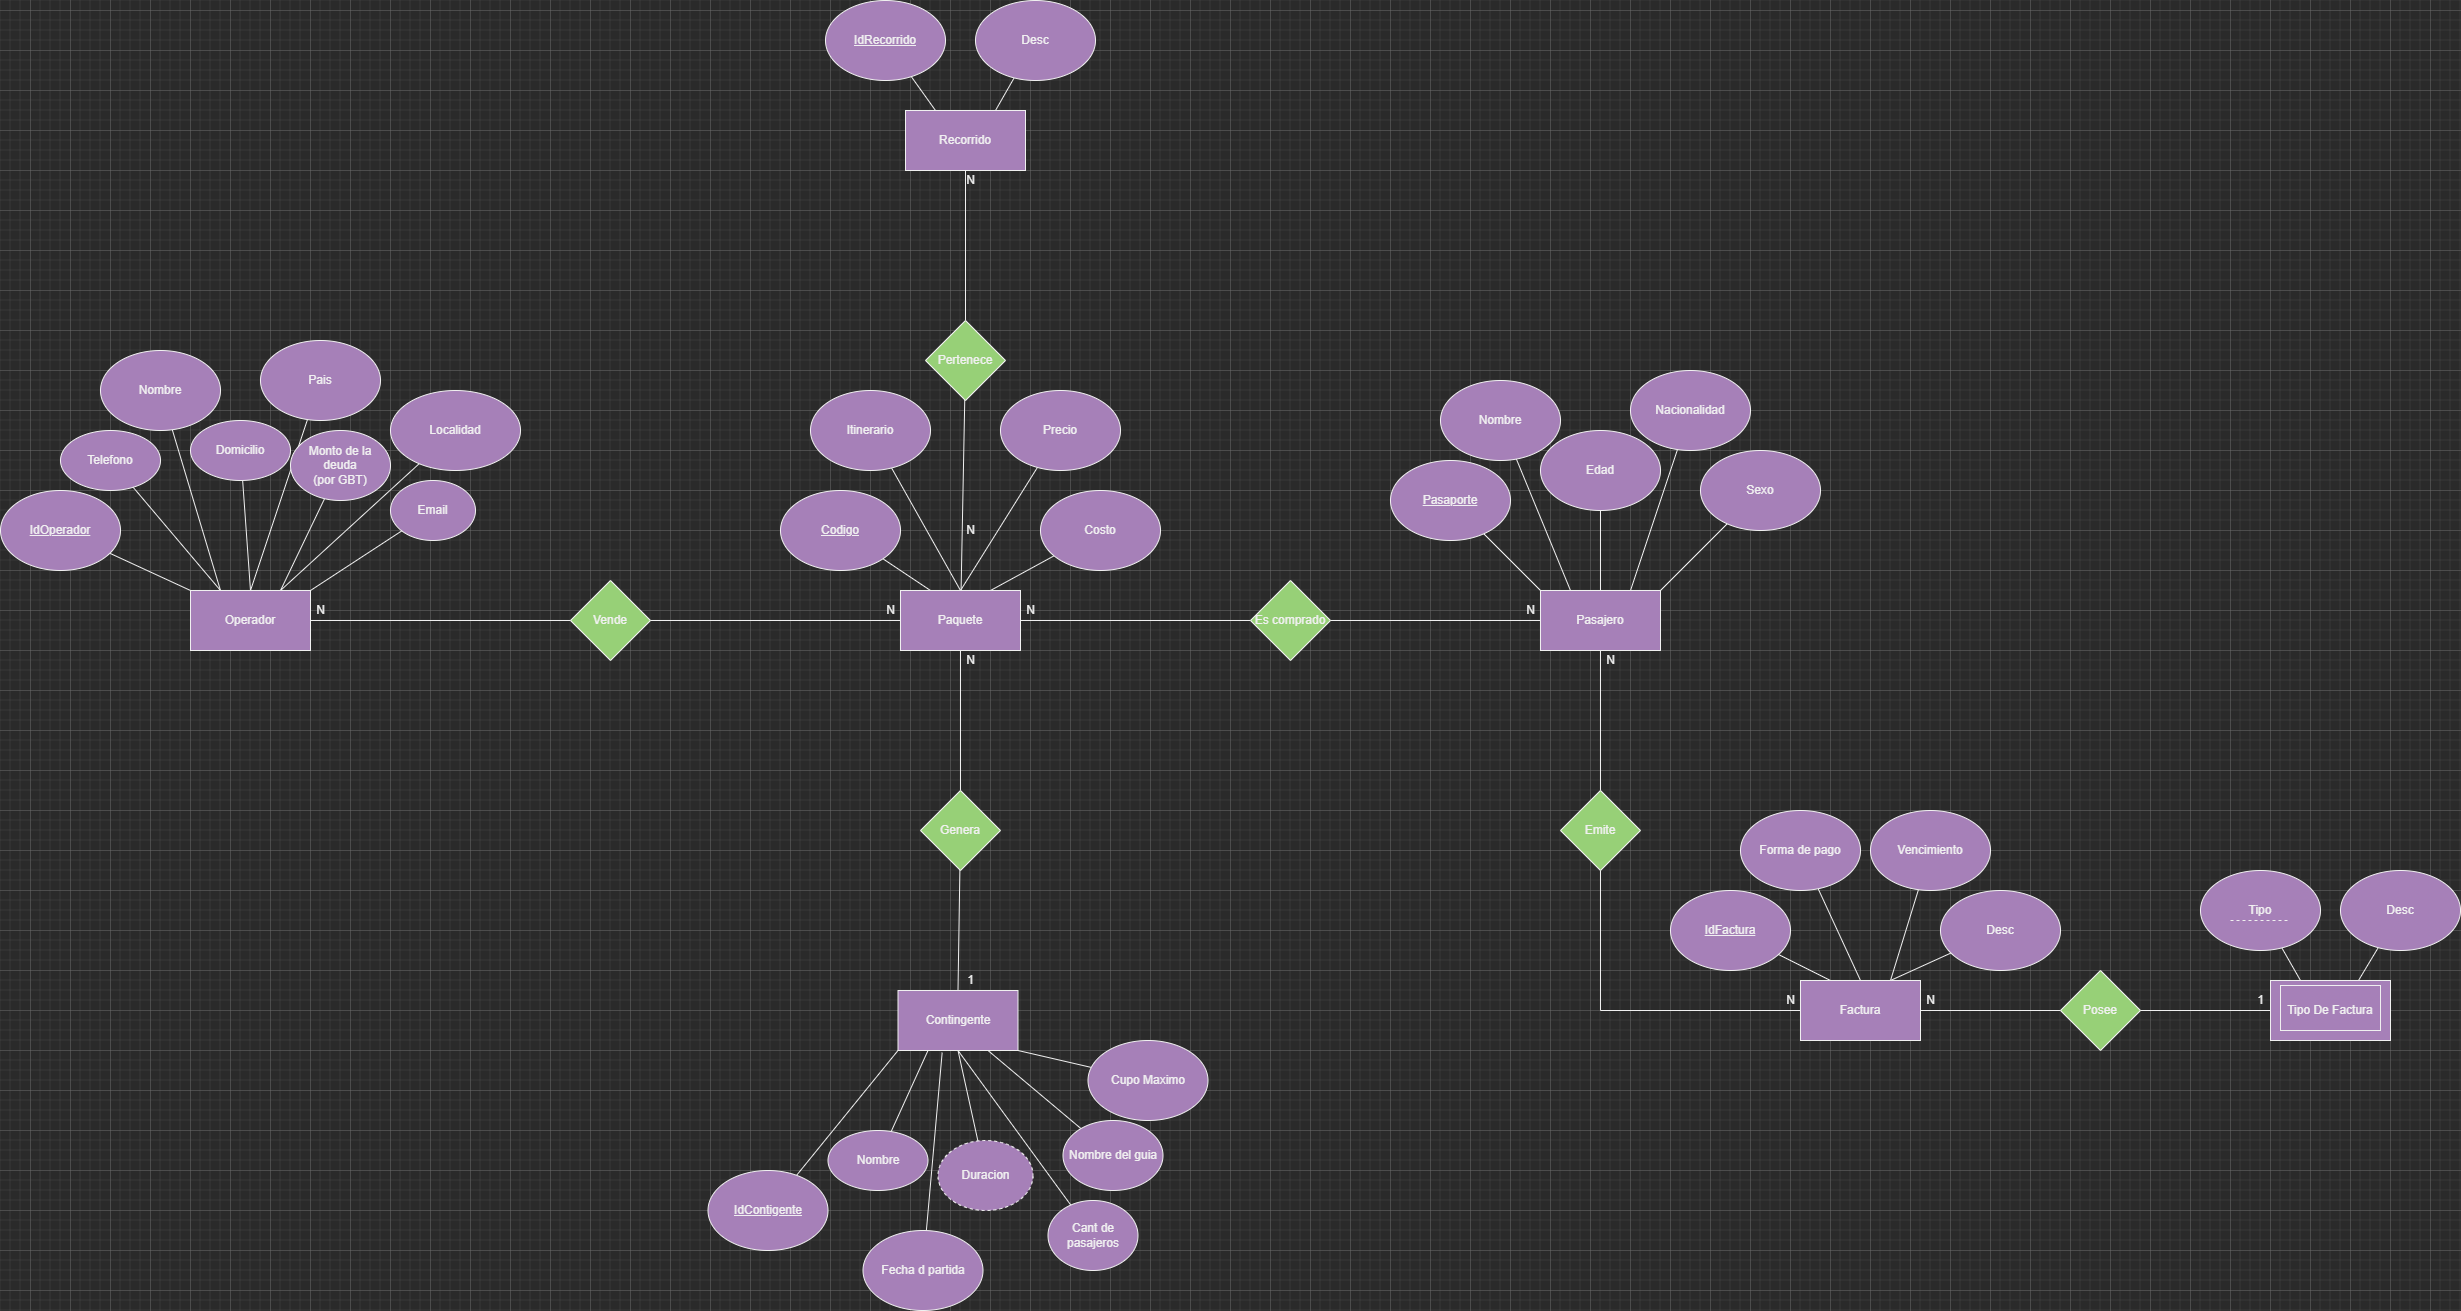 IdRecorrido
Desc
Recorrido
N
Pertenece
Nombre
Pais
Telefono
Domicilio
Monto de la
deuda
(por GBT)
Localidad
IdOperador
Email
Itinerario
Precio
Codigo
N
Costo
Nombre
Nacionalidad
Pasaporte
Edad
Sexo
Operador
N
Vende
N
Paquete
N
Es comprado
N
Pasajero
N
N
Genera
Emite
Forma de pago
Vencimiento
IdFactura
Desc
Tipo
Desc
1
Contingente
N
Factura
N
Posee
1
Tipo De Factura
Cupo Maximo
Nombre
Duracion
Nombre del guia
IdContigente
Cant de
pasajeros
Fecha d partida